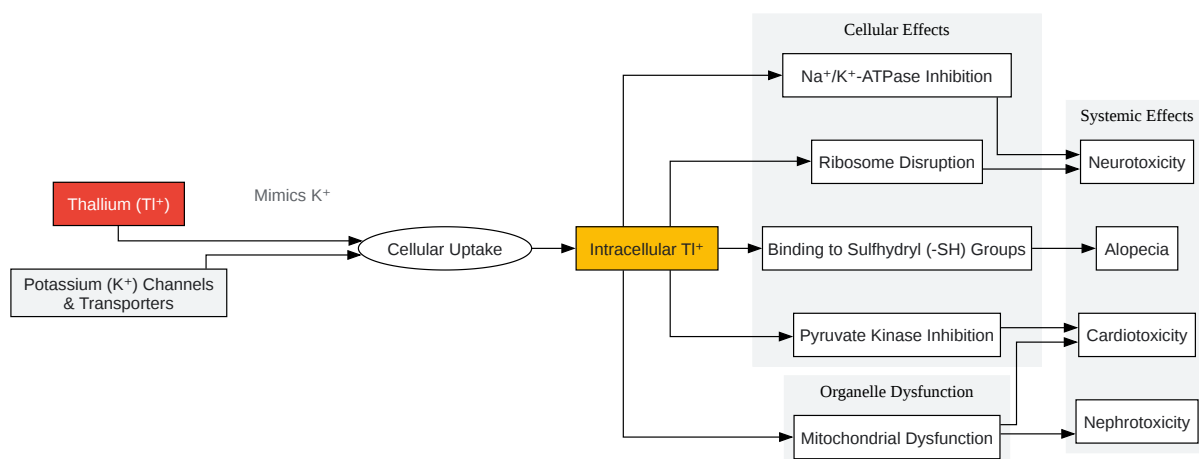 Thallium (Tl⁺)
Mimics K⁺
Potassium (K⁺) Channels
& Transporters
Cellular Uptake
Intracellular Tl⁺
Cellular Effects
Na⁺/K⁺-ATPase Inhibition
Ribosome Disruption
Binding to Sulfhydryl (-SH) Groups
Pyruvate Kinase Inhibition
Organelle Dysfunction
Mitochondrial Dysfunction
Systemic Effects
Neurotoxicity
Alopecia
Cardiotoxicity
Nephrotoxicity